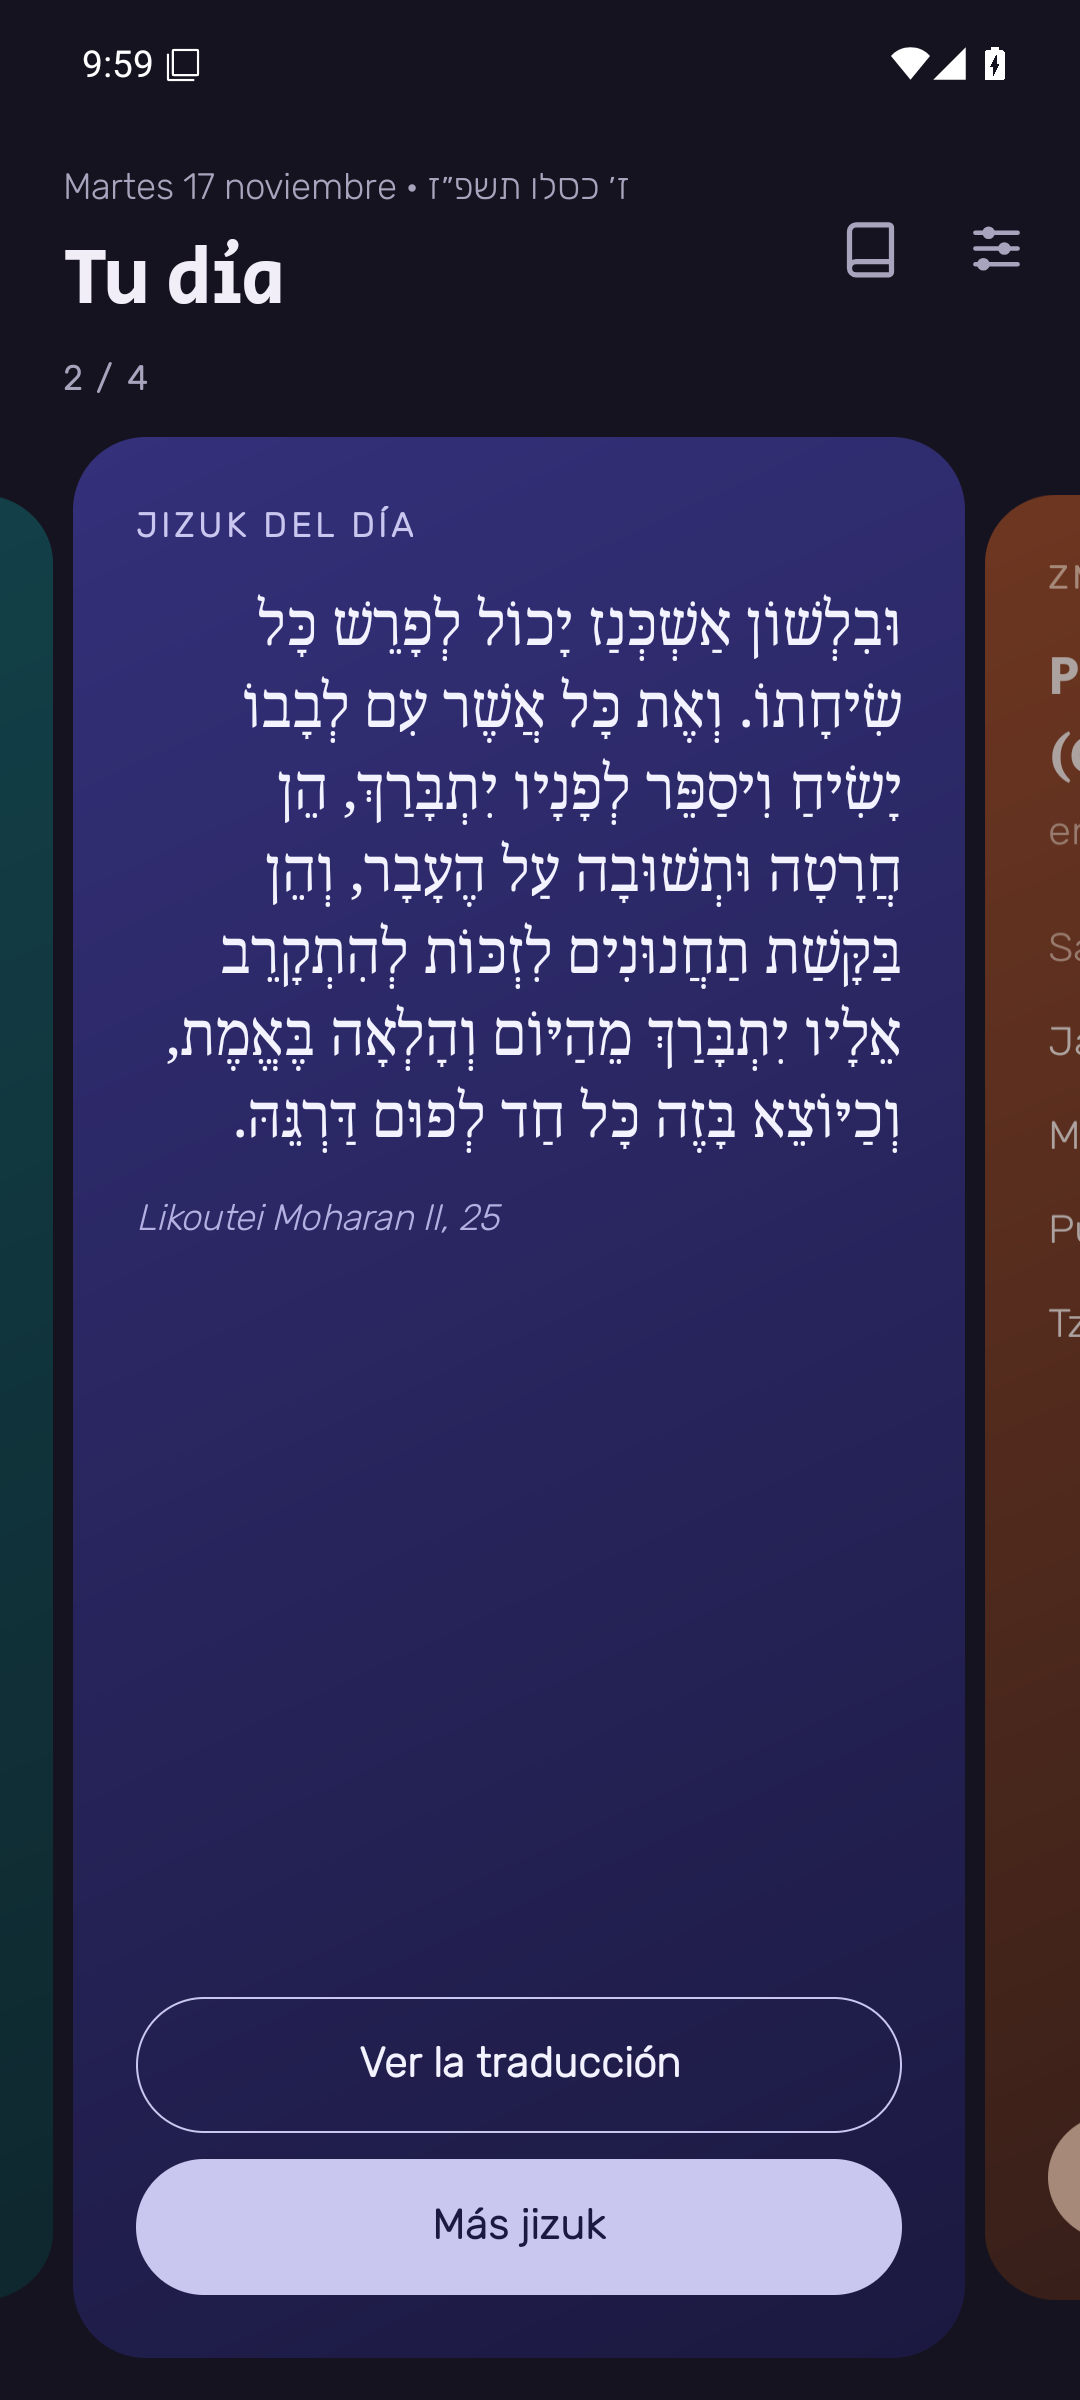 9:59
Martes 17 noviembre • ז׳ כסלו תשפ״ז
Tu día
2 / 4
JIZUK DEL DÍA
וּבִלְשׁוֹן אַשְׁכְּנַז יָכוֹל לְפָרֵשׁ כָּל
שִׂיחָתוֹ. וְאֶת כָּל אֲשֶׁר עִם לְבָבוֹ
יָשִׂיחַ וִיסַפֵּר לְפָנָיו יִתְבָּרַךְ, הֵן
חֲרָטָה וּתְשׁוּבָה עַל הֶעָבָר, וְהֵן
בַּקָּשַׁת תַּחֲנוּנִים לִזְכּוֹת לְהִתְקָרֵב
אֵלָיו יִתְבָּרַךְ מֵהַיּוֹם וְהָלְאָה בֶּאֱמֶת,
וְכַיּוֹצֵא בָּזֶה כָּל חַד לְפוּם דַּרְגֵּהּ.
Likoutei Moharan II, 25
Ver la traducción
Más jizuk